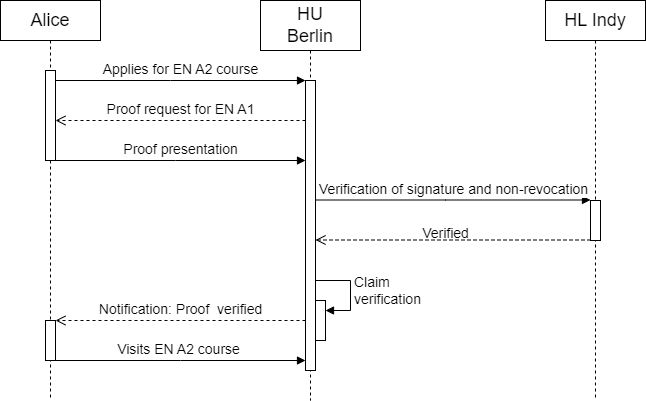 Alice
HU
Berlin
HL Indy
Applies for EN A2 course
Proof request for EN A1
Proof presentation
Verification of signature and non-revocation
Verified
Claim
verification
Notification: Proof verified
Visits EN A2 course